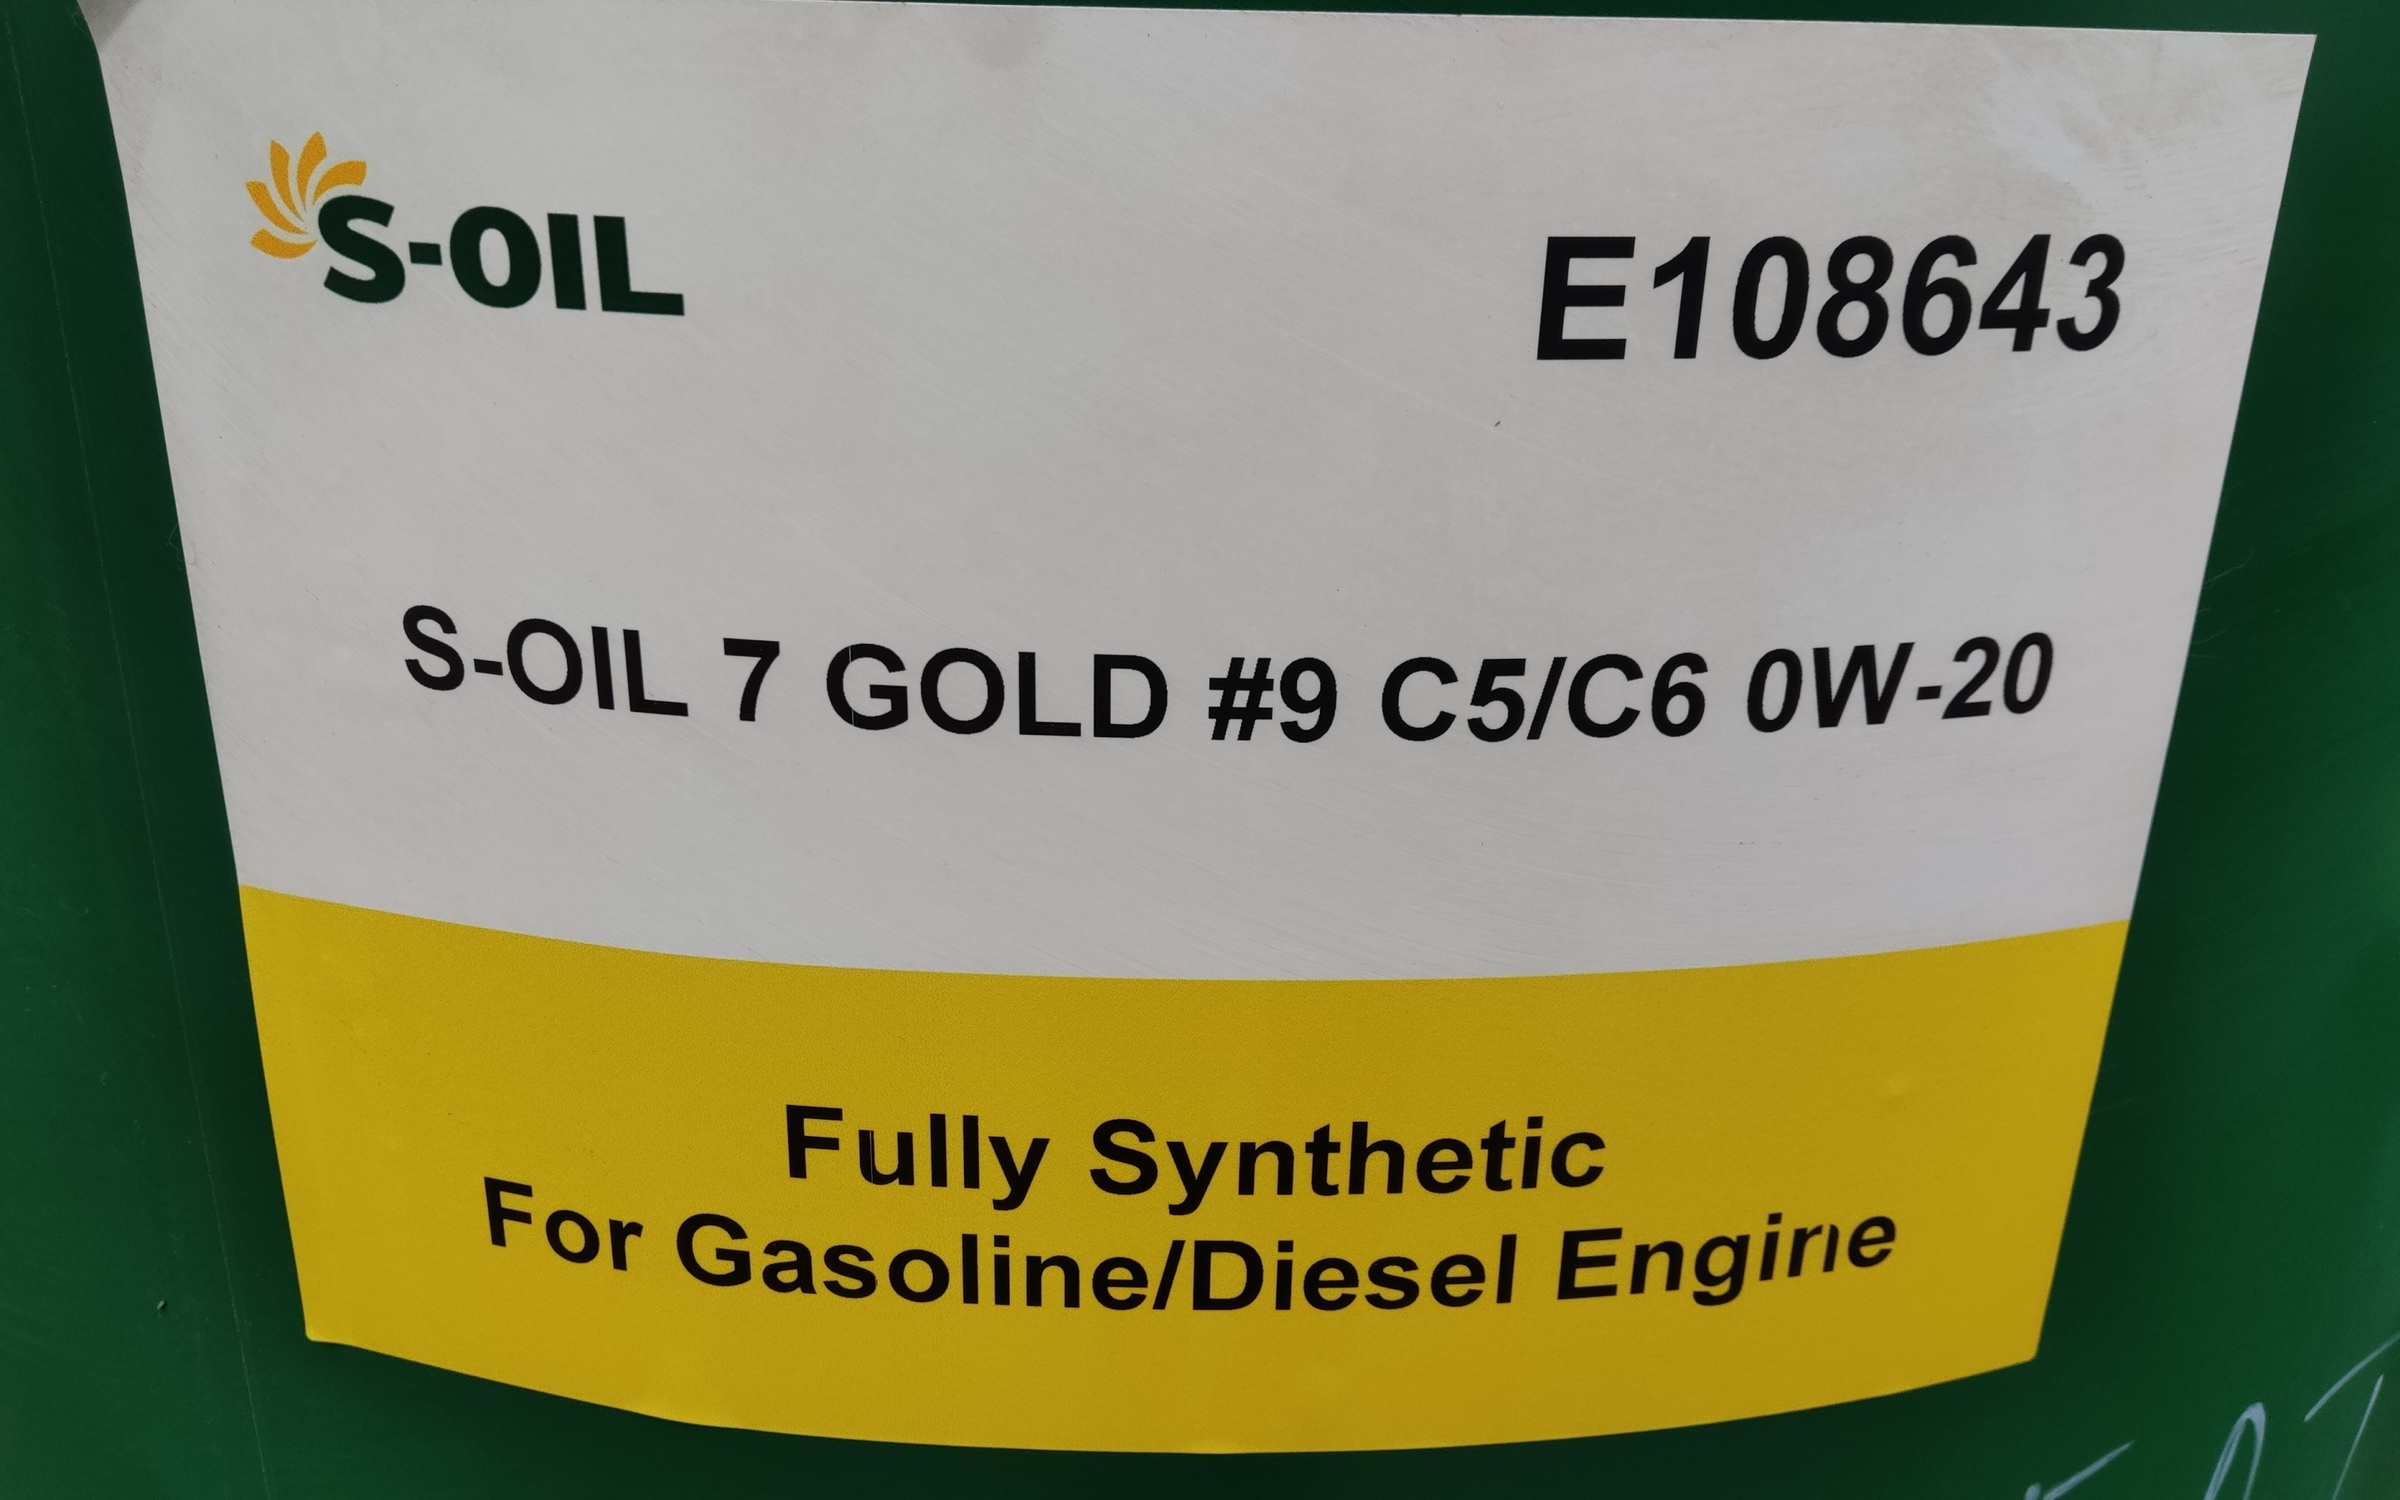 S-OIL
E108643
S-OIL 7 GOLD #9 C5/C6 0W-20
Fully Synthetic
For Gasoline/Diesel Engine